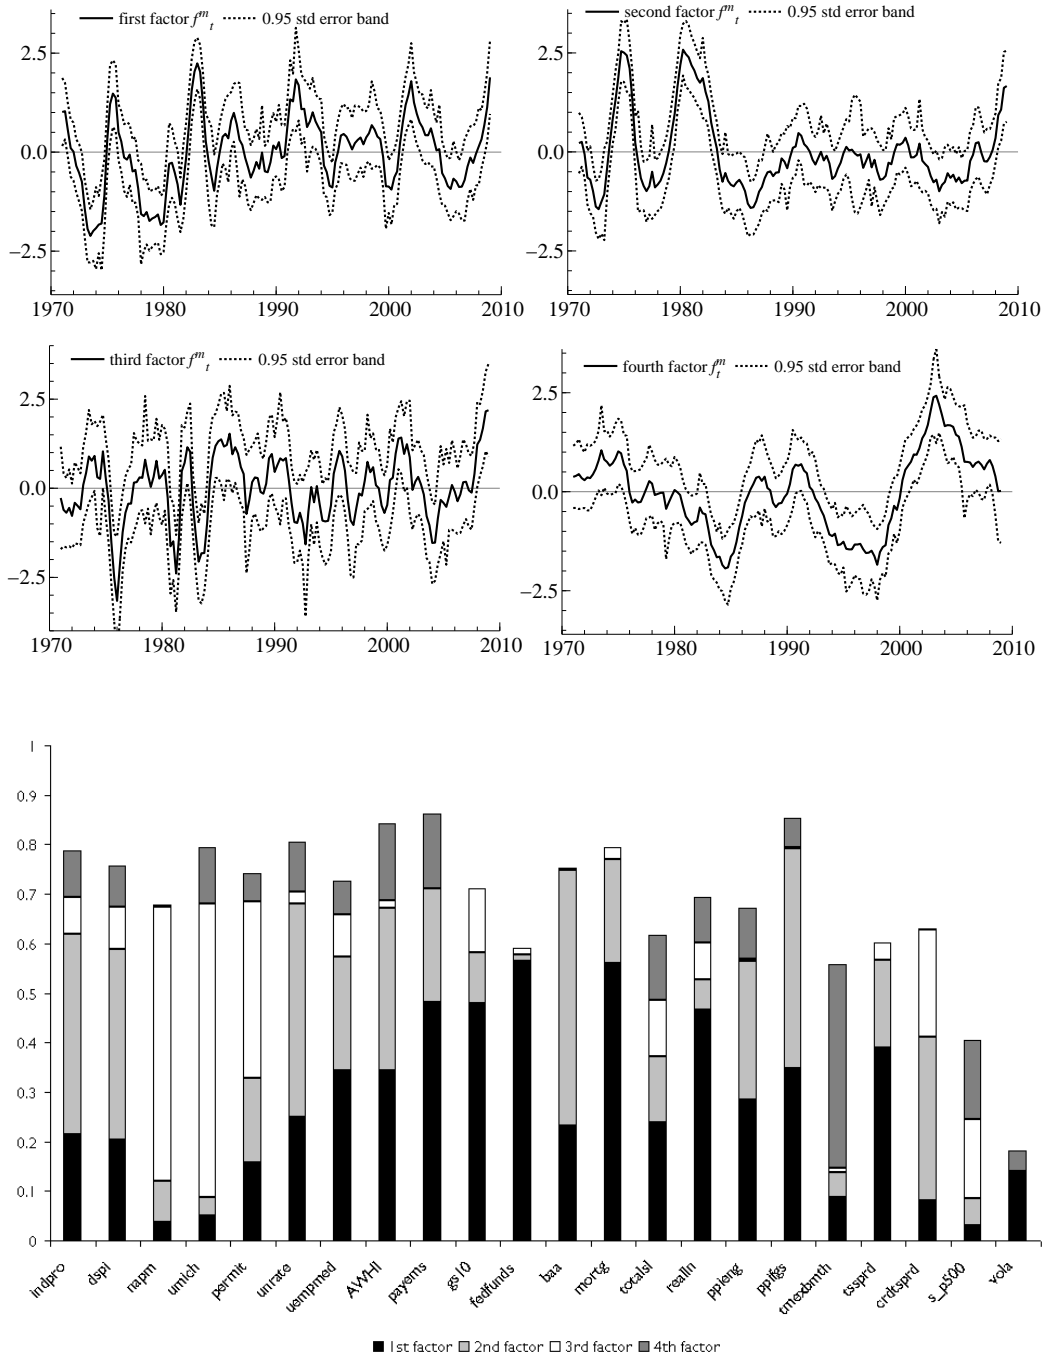 first factor f^m_t 0.95 std error band
second factor f^m_t 0.95 std error band
2.5
0.0
−2.5
1970 1980 1990 2000 2010
2.5
0.0
−2.5
1970 1980 1990 2000 2010
third factor f^m_t 0.95 std error band
fourth factor f^m_t 0.95 std error band
2.5
0.0
−2.5
1970 1980 1990 2000 2010
2.5
0.0
−2.5
1970 1980 1990 2000 2010
1
0.9
0.8
0.7
0.6
0.5
0.4
0.3
0.2
0.1
0
indpro dspi napm umich permit unrate uempmed AWHI payems gs10 fedfunds baa mortg totalsl realln ppieng ppifgs tmexbmth tssprd crdtsprd s_p500 vola
1st factor 2nd factor 3rd factor 4th factor